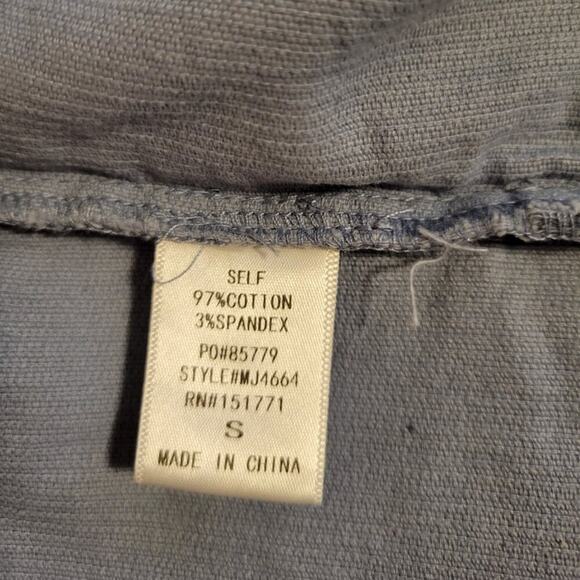 SELF
97%COTTON
3%SPANDEX
PO#85779
STYLE#MJ4664
RN#151771
S
MADE IN CHINA